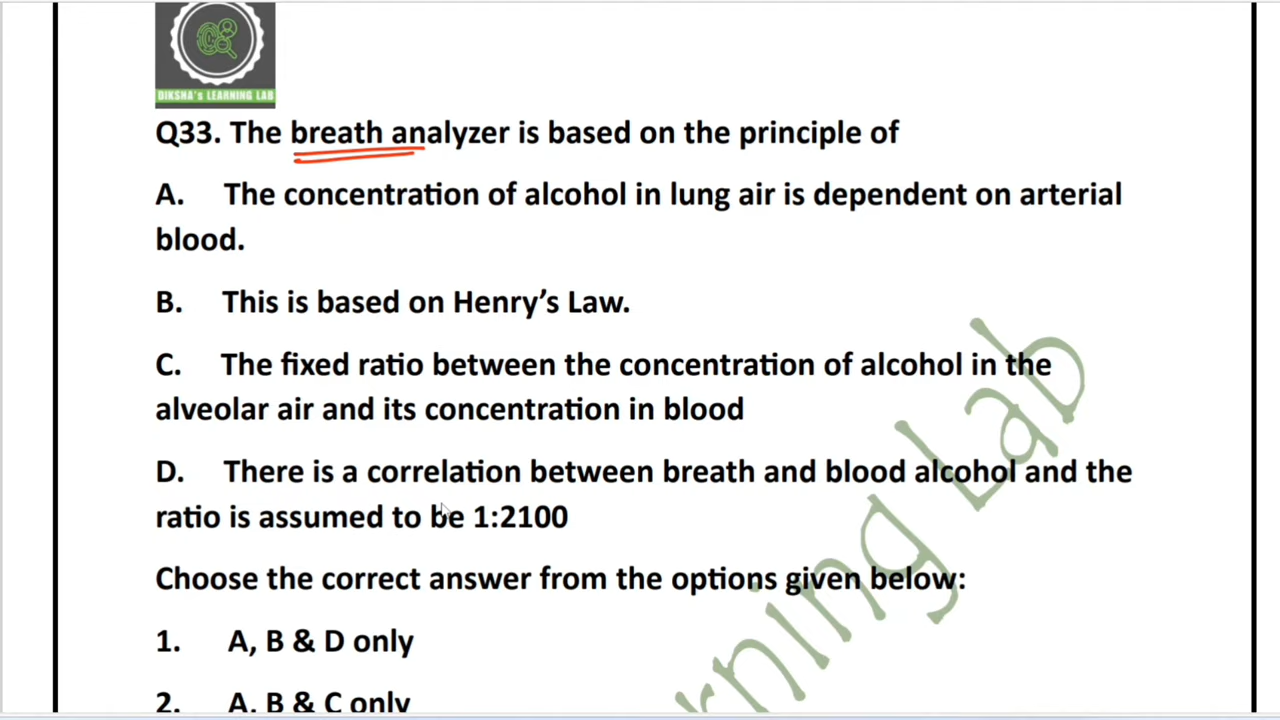 DIKSHA's LEARNING LAB
Q33. The breath analyzer is based on the principle of
A. The concentration of alcohol in lung air is dependent on arterial
blood.
B. This is based on Henry’s Law.
C. The fixed ratio between the concentration of alcohol in the
alveolar air and its concentration in blood
D. There is a correlation between breath and blood alcohol and the
ratio is assumed to be 1:2100
Choose the correct answer from the options given below:
1. A, B & D only
2. A, B & C only
rning Lab